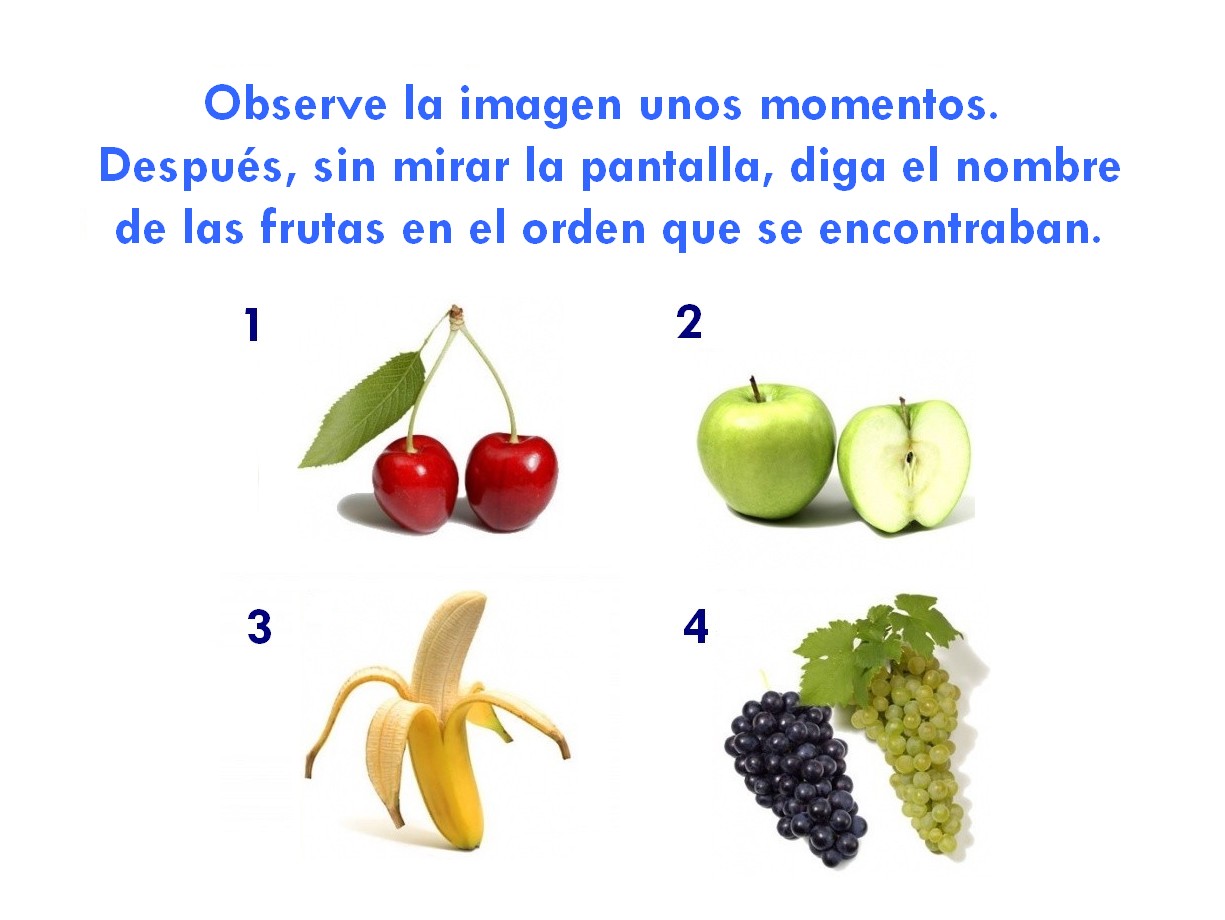 Observe la imagen unos momentos.
Después, sin mirar la pantalla, diga el nombre
de las frutas en el orden que se encontraban.
1
2
3
4